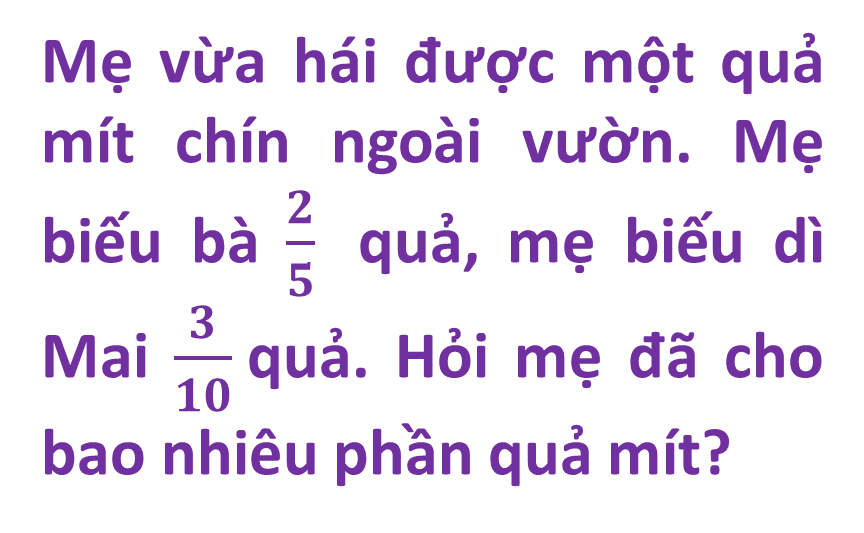 Mẹ vừa hái được một quả
mít chín ngoài vườn. Mẹ
biếu bà 2/5 quả, mẹ biếu dì
Mai 3/10 quả. Hỏi mẹ đã cho
bao nhiêu phần quả mít?